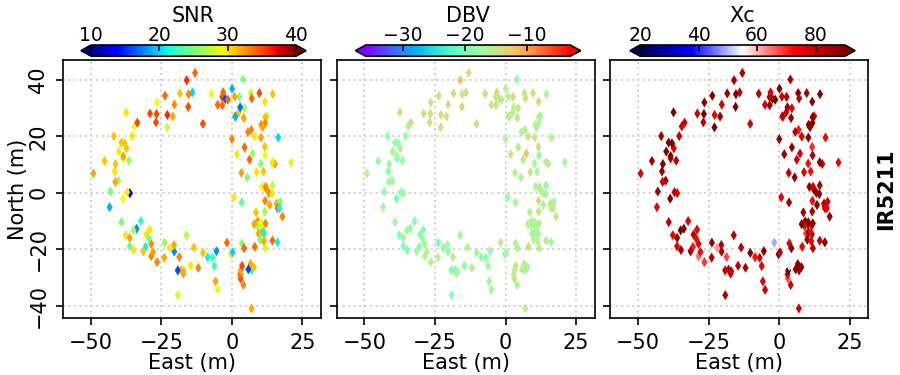 SNR DBV Xc
10 20 30 40 −30 −20 −10 20 40 60 80
40
20
0
−20
−40
North (m)
−50 −25 0 25 −50 −25 0 25 −50 −25 0 25
East (m) East (m) East (m)
IR5211